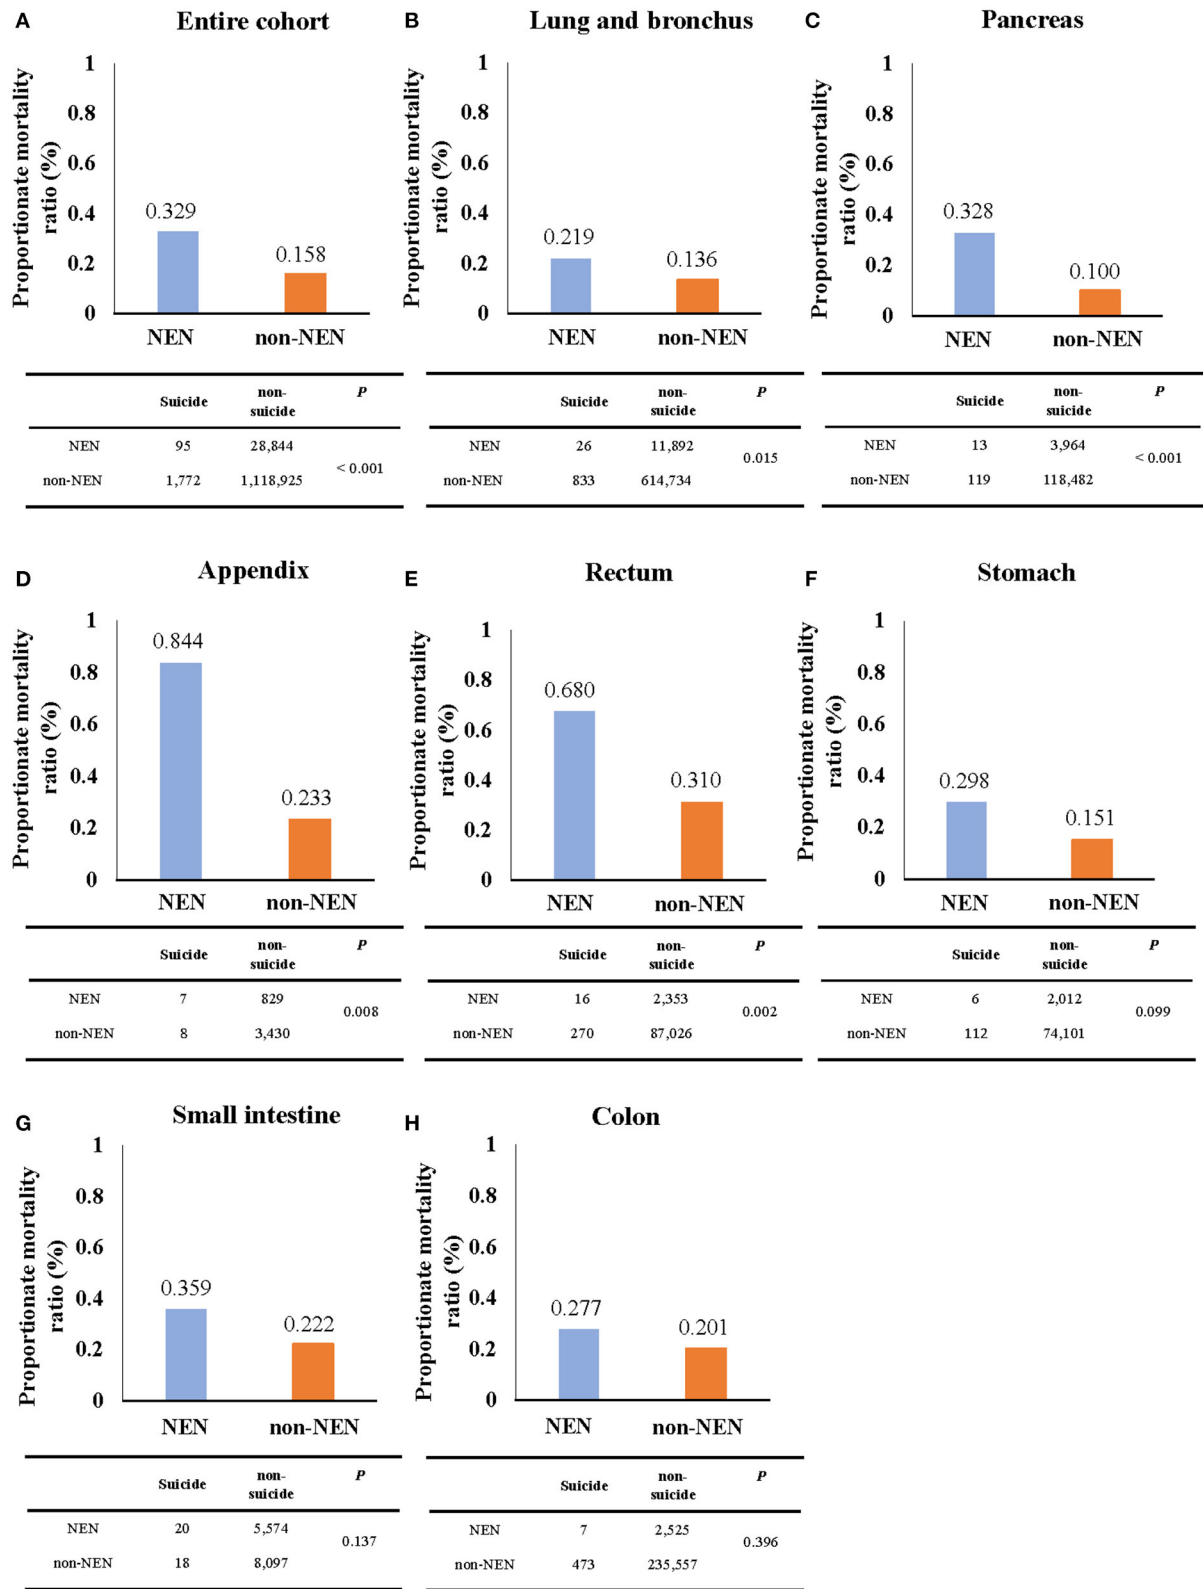 A
Entire cohort
Proportionate mortality
ratio (%)
1
0.8
0.6
0.4
0.2
0
0.329
0.158
NEN non-NEN
Suicide non-
suicide P
NEN 95 28,844
< 0.001
non-NEN 1,772 1,118,925
B
Lung and bronchus
Proportionate mortality
ratio (%)
1
0.8
0.6
0.4
0.2
0
0.219
0.136
NEN non-NEN
Suicide non-
suicide P
NEN 26 11,892
0.015
non-NEN 833 614,734
C
Pancreas
Proportionate mortality
ratio (%)
1
0.8
0.6
0.4
0.2
0
0.328
0.100
NEN non-NEN
Suicide non-
suicide P
NEN 13 3,964
< 0.001
non-NEN 119 118,482
D
Appendix
Proportionate mortality
ratio (%)
1
0.8
0.6
0.4
0.2
0
0.844
0.233
NEN non-NEN
Suicide non-
suicide P
NEN 7 829
0.008
non-NEN 8 3,430
E
Rectum
Proportionate mortality
ratio (%)
1
0.8
0.6
0.4
0.2
0
0.680
0.310
NEN non-NEN
Suicide non-
suicide P
NEN 16 2,353
0.002
non-NEN 270 87,026
F
Stomach
Proportionate mortality
ratio (%)
1
0.8
0.6
0.4
0.2
0
0.298
0.151
NEN non-NEN
Suicide non-
suicide P
NEN 6 2,012
0.099
non-NEN 112 74,101
G
Small intestine
Proportionate mortality
ratio (%)
1
0.8
0.6
0.4
0.2
0
0.359
0.222
NEN non-NEN
Suicide non-
suicide P
NEN 20 5,574
0.137
non-NEN 18 8,097
H
Colon
Proportionate mortality
ratio (%)
1
0.8
0.6
0.4
0.2
0
0.277
0.201
NEN non-NEN
Suicide non-
suicide P
NEN 7 2,525
0.396
non-NEN 473 235,557